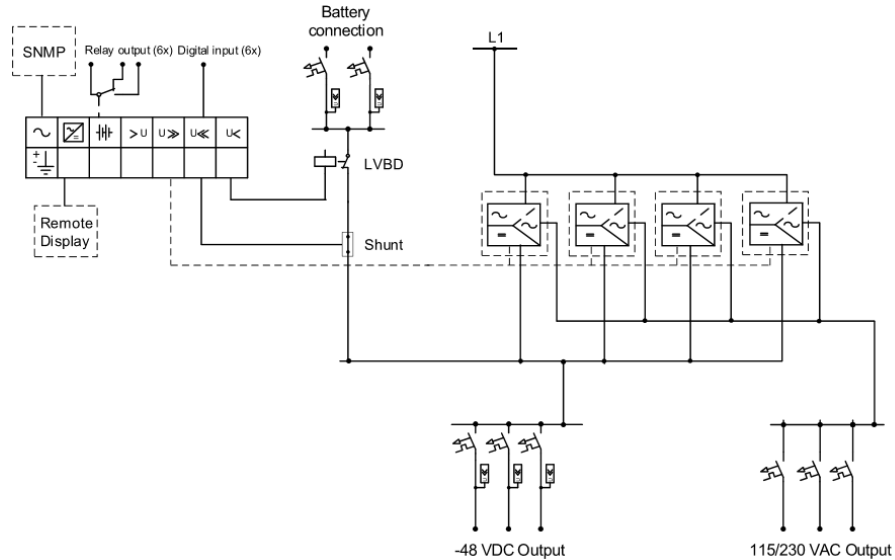 Battery
connection
L1
SNMP
Relay output (6x)
Digital input (6x)
> U
U ≫
U ≪
U <
LVBD
Remote
Display
Shunt
-48 VDC Output
115/230 VAC Output